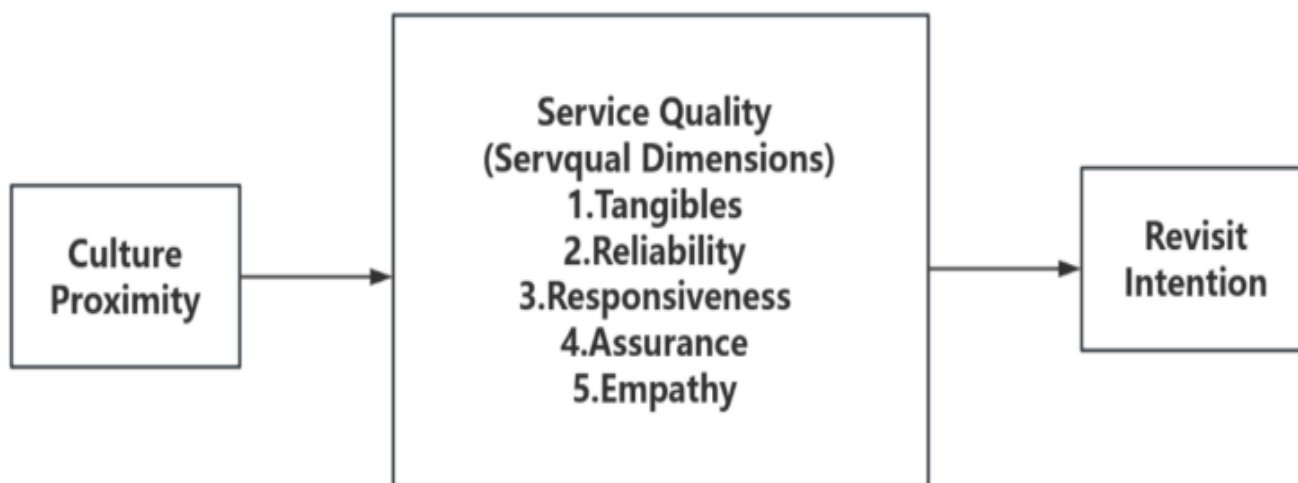 Culture
Proximity
Service Quality
(Servqual Dimensions)
1.Tangibles
2.Reliability
3.Responsiveness
4.Assurance
5.Empathy
Revisit
Intention